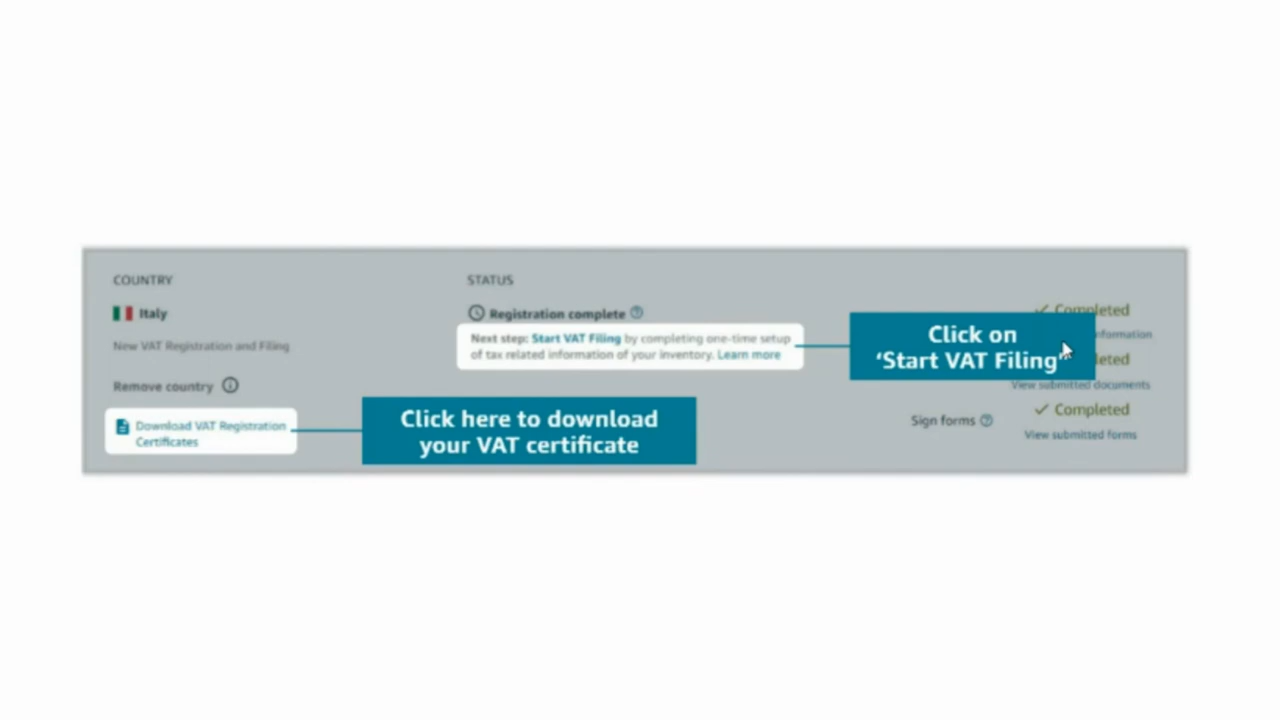 COUNTRY
STATUS
Italy
Registration complete
Completed
New VAT Registration and Filing
Next step: Start VAT Filing by completing one-time setup
of tax related information of your inventory. Learn more
Click on
‘Start VAT Filing’
Remove country
View submitted documents
Download VAT Registration
Certificates
Click here to download
your VAT certificate
Sign forms
Completed
View submitted forms